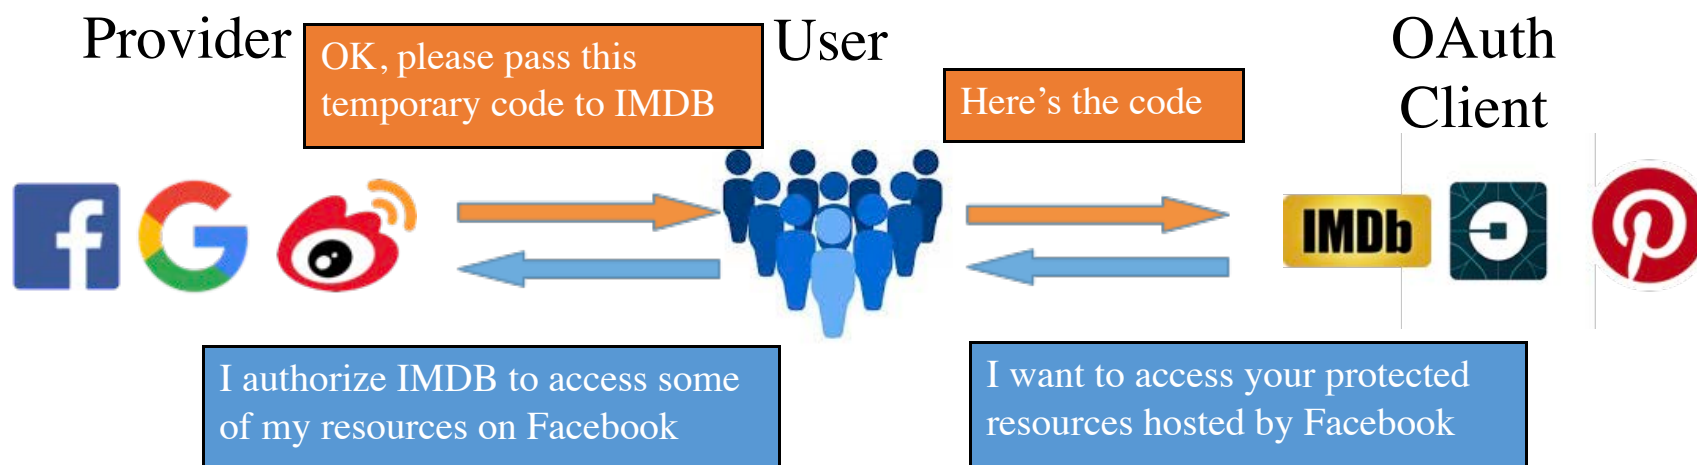 Provider
OK, please pass this
temporary code to IMDB
User
Here’s the code
OAuth
Client
IMDb
I authorize IMDB to access some
of my resources on Facebook
I want to access your protected
resources hosted by Facebook